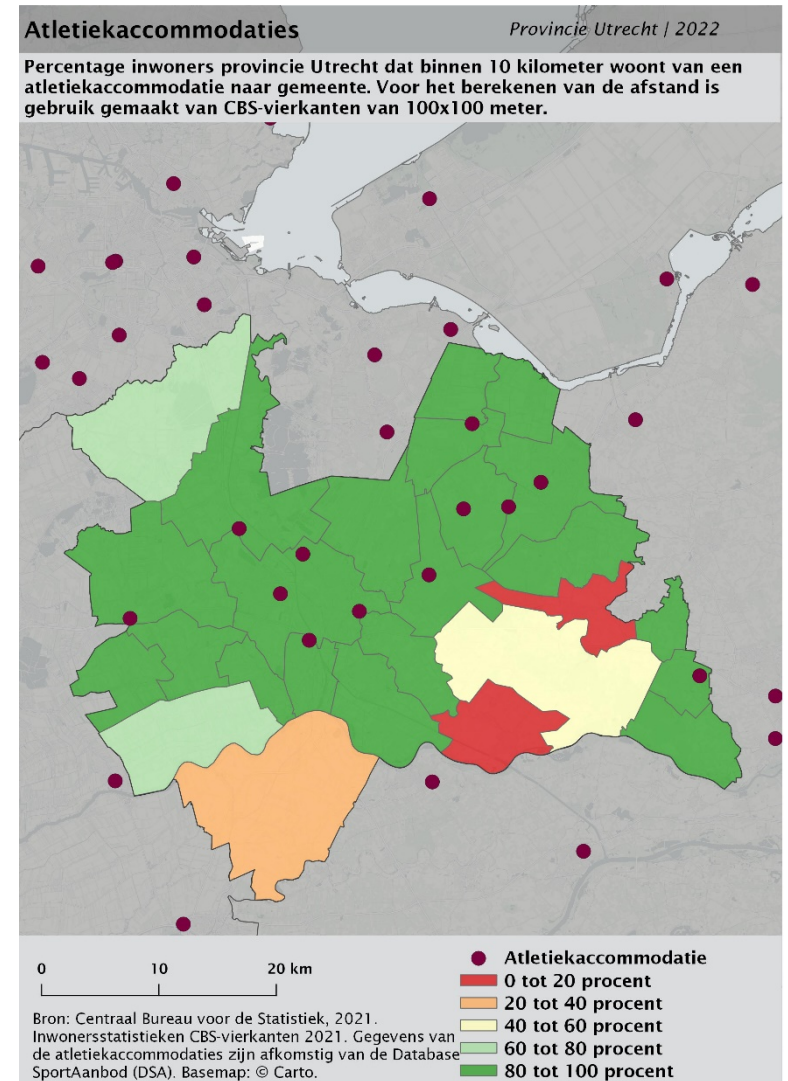 Atletiekaccommodaties
Provincie Utrecht | 2022
Percentage inwoners provincie Utrecht dat binnen 10 kilometer woont van een
atletiekaccommodatie naar gemeente. Voor het berekenen van de afstand is
gebruik gemaakt van CBS-vierkanten van 100x100 meter.
0 10 20 km
Bron: Centraal Bureau voor de Statistiek, 2021.
Inwonersstatistieken CBS-vierkanten 2021. Gegevens van
de atletiekaccommodaties zijn afkomstig van de Database
SportAanbod (DSA). Basemap: © Carto.
Atletiekaccommodatie
0 tot 20 procent
20 tot 40 procent
40 tot 60 procent
60 tot 80 procent
80 tot 100 procent